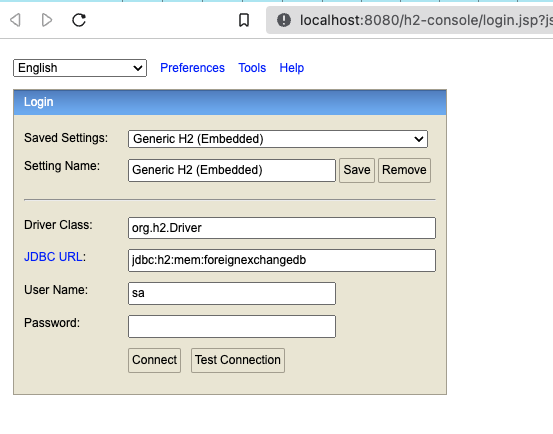 localhost:8080/h2-console/login.jsp?js
English Preferences Tools Help
Login
Saved Settings: Generic H2 (Embedded)
Setting Name: Generic H2 (Embedded) Save Remove
Driver Class: org.h2.Driver
JDBC URL: jdbc:h2:mem:foreignexchangedb
User Name: sa
Password:
Connect Test Connection